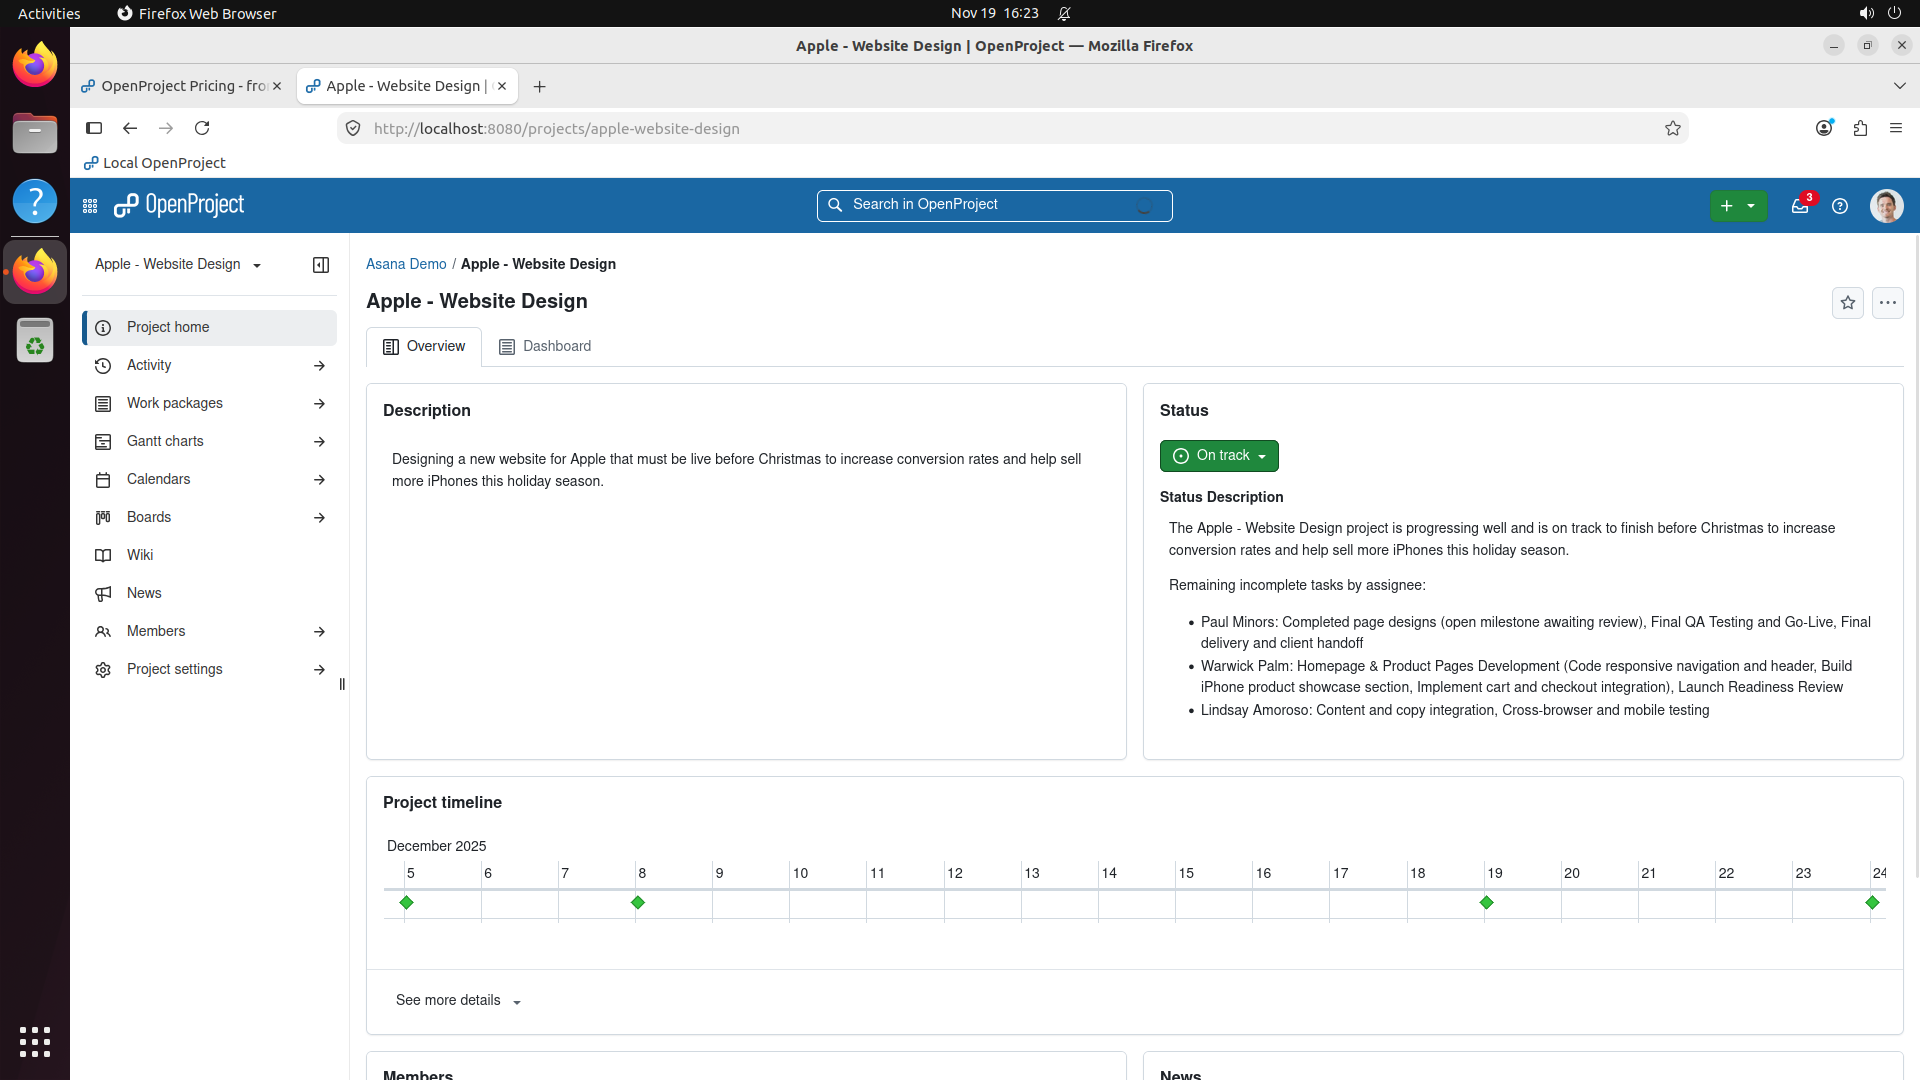 Activities
Firefox Web Browser
Nov 19 16:23
Apple - Website Design | OpenProject — Mozilla Firefox
OpenProject Pricing - fro
Apple - Website Design |
http://localhost:8080/projects/apple-website-design
Local OpenProject
OpenProject
Search in OpenProject
3
Apple - Website Design
Project home
Activity
Work packages
Gantt charts
Calendars
Boards
Wiki
News
Members
Project settings
Asana Demo / Apple - Website Design
Apple - Website Design
Overview
Dashboard
Description
Designing a new website for Apple that must be live before Christmas to increase conversion rates and help sell
more iPhones this holiday season.
Status
On track
Status Description
The Apple - Website Design project is progressing well and is on track to finish before Christmas to increase
conversion rates and help sell more iPhones this holiday season.
Remaining incomplete tasks by assignee:
• Paul Minors: Completed page designs (open milestone awaiting review), Final QA Testing and Go-Live, Final
delivery and client handoff
• Warwick Palm: Homepage & Product Pages Development (Code responsive navigation and header, Build
iPhone product showcase section, Implement cart and checkout integration), Launch Readiness Review
• Lindsay Amoroso: Content and copy integration, Cross-browser and mobile testing
Project timeline
December 2025
5 6 7 8 9 10 11 12 13 14 15 16 17 18 19 20 21 22 23 24
See more details
Members
News